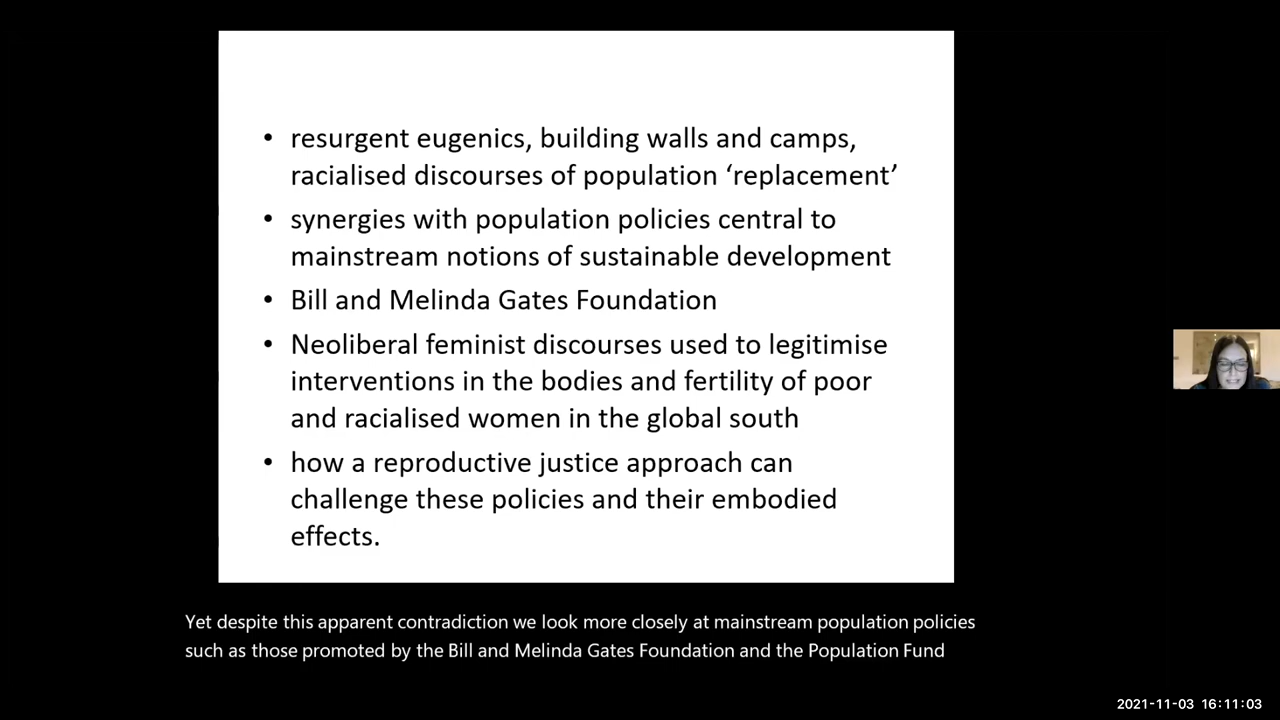 • resurgent eugenics, building walls and camps,
racialised discourses of population ‘replacement’
• synergies with population policies central to
mainstream notions of sustainable development
• Bill and Melinda Gates Foundation
• Neoliberal feminist discourses used to legitimise
interventions in the bodies and fertility of poor
and racialised women in the global south
• how a reproductive justice approach can
challenge these policies and their embodied
effects.
Yet despite this apparent contradiction we look more closely at mainstream population policies
such as those promoted by the Bill and Melinda Gates Foundation and the Population Fund
2021-11-03 16:11:03